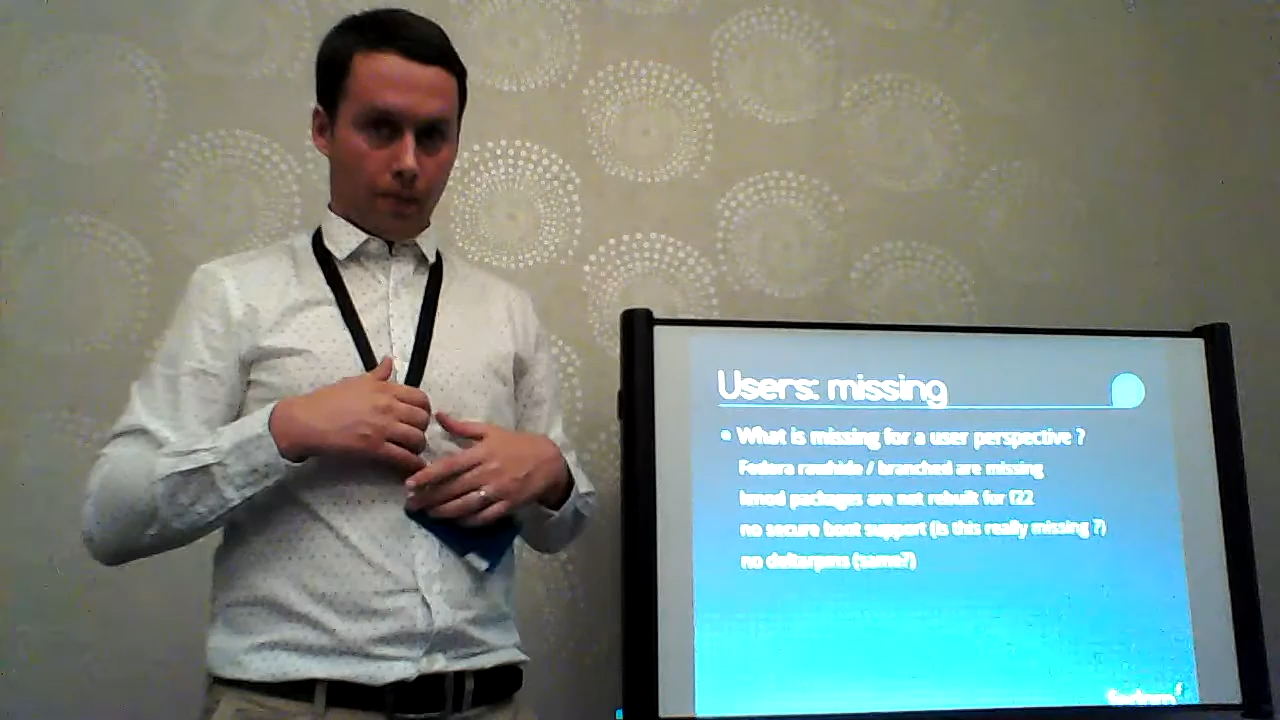 Users: missing
What is missing for a user perspective ?
Fedora rawhide / branched are missing
kmod packages are not rebuilt for f22
no secure boot support (is this really missing ?)
no deltarpms (same?)
fedora